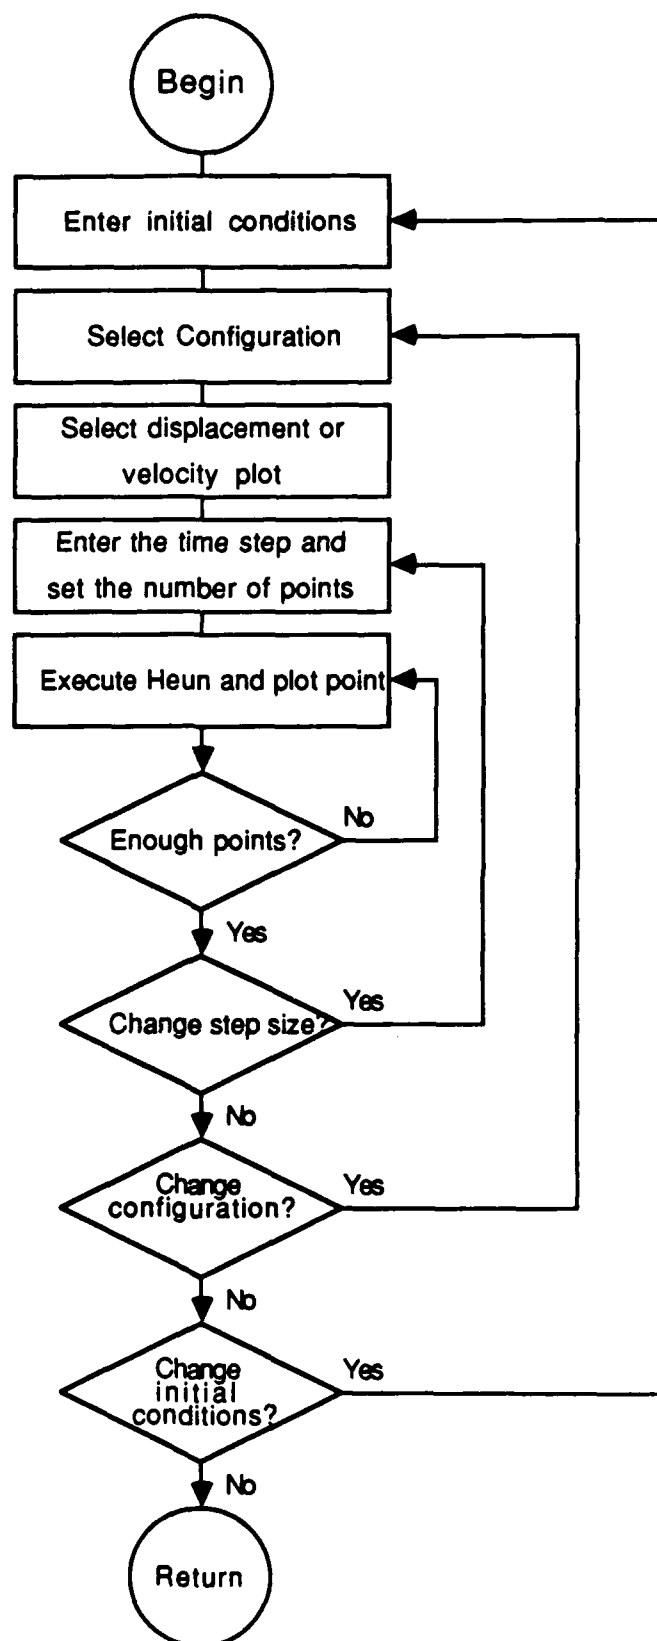 Begin
Enter initial conditions
Select Configuration
Select displacement or
velocity plot
Enter the time step and
set the number of points
Execute Heun and plot point
Enough points?
No
Yes
Change step size?
Yes
No
Change
configuration?
Yes
No
Change
initial
conditions?
Yes
No
Return